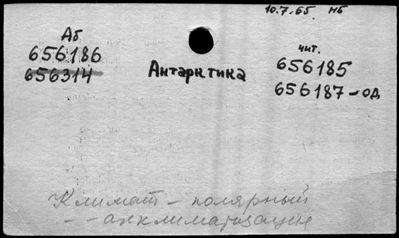 10.7.65. нб
Аб
656186
656314
Антарктика
чит.
656185
656187 – од
Климат – полярный
– – акклиматизация